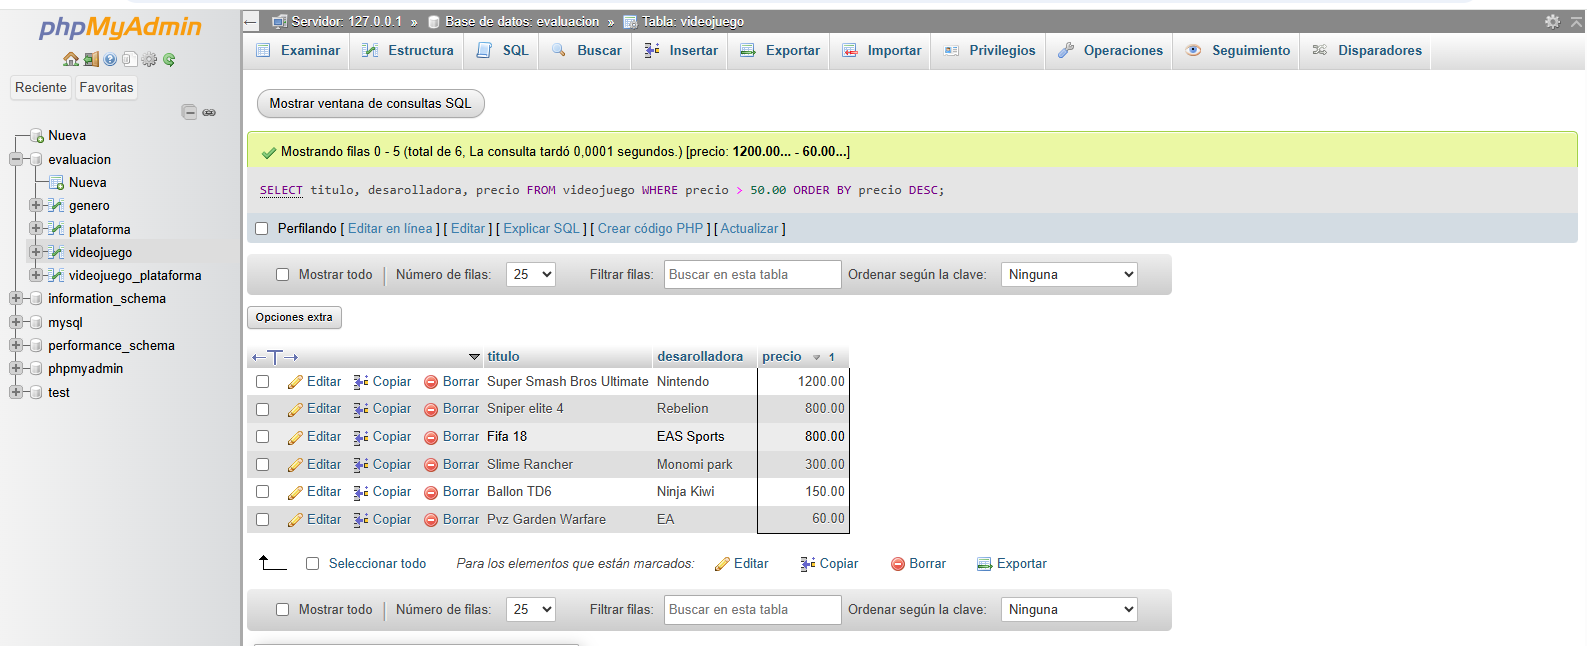 phpMyAdmin
Reciente Favoritas
Nueva
evaluacion
Nueva
genero
plataforma
videojuego
videojuego_plataforma
information_schema
mysql
performance_schema
phpmyadmin
test
Servidor: 127.0.0.1 » Base de datos: evaluacion » Tabla: videojuego
Examinar Estructura SQL Buscar Insertar Exportar Importar Privilegios Operaciones Seguimiento Disparadores
Mostrar ventana de consultas SQL
Mostrando filas 0 - 5 (total de 6, La consulta tardó 0,0001 segundos.) [precio: 1200.00... - 60.00...]
SELECT titulo, desarolladora, precio FROM videojuego WHERE precio > 50.00 ORDER BY precio DESC;
Perfilando [ Editar en línea ] [ Editar ] [ Explicar SQL ] [ Crear código PHP ] [ Actualizar ]
Mostrar todo | Número de filas: 25 Filtrar filas: Buscar en esta tabla Ordenar según la clave: Ninguna
Opciones extra
←T→ titulo desarolladora precio 1
Editar Copiar Borrar Super Smash Bros Ultimate Nintendo 1200.00
Editar Copiar Borrar Sniper elite 4 Rebelion 800.00
Editar Copiar Borrar Fifa 18 EAS Sports 800.00
Editar Copiar Borrar Slime Rancher Monomi park 300.00
Editar Copiar Borrar Ballon TD6 Ninja Kiwi 150.00
Editar Copiar Borrar Pvz Garden Warfare EA 60.00
Seleccionar todo Para los elementos que están marcados: Editar Copiar Borrar Exportar
Mostrar todo | Número de filas: 25 Filtrar filas: Buscar en esta tabla Ordenar según la clave: Ninguna